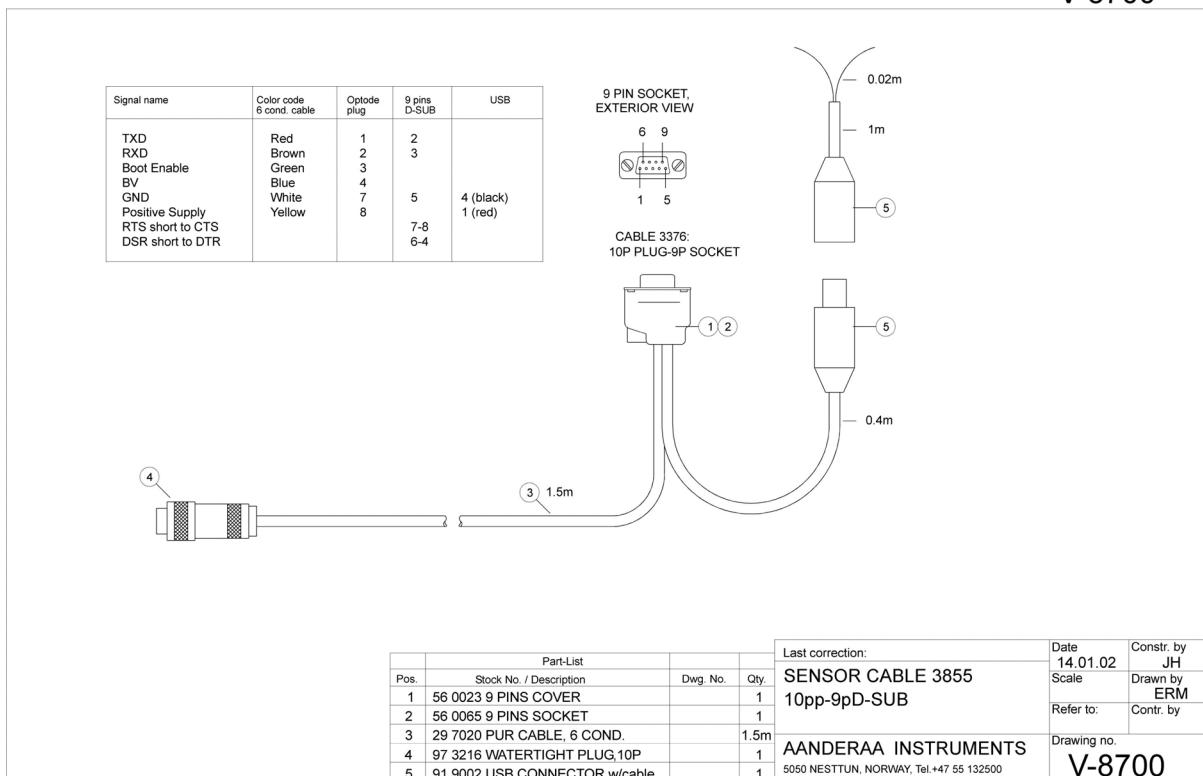 V-8700
Signal name Color code 6 cond. cable Optode plug 9 pins D-SUB USB
TXD Red 1 2
RXD Brown 2 3
Boot Enable Green 3
BV Blue 4
GND White 7 5 4 (black)
Positive Supply Yellow 8 1 (red)
RTS short to CTS 7-8
DSR short to DTR 6-4
9 PIN SOCKET,
EXTERIOR VIEW
6 9
1 5
CABLE 3376:
10P PLUG-9P SOCKET
0.02m
1m
5
1 2
5
0.4m
4
3 1.5m
Part-List
Pos. Stock No. / Description Dwg. No. Qty.
1 56 0023 9 PINS COVER 1
2 56 0065 9 PINS SOCKET 1
3 29 7020 PUR CABLE, 6 COND. 1.5m
4 97 3216 WATERTIGHT PLUG,10P 1
5 91 9002 USB CONNECTOR w/cable 1
Last correction:
SENSOR CABLE 3855
10pp-9pD-SUB
AANDERAA INSTRUMENTS
5050 NESTTUN, NORWAY, Tel.+47 55 132500
Date 14.01.02
Constr. by JH
Scale
Drawn by ERM
Refer to:
Contr. by
Drawing no.
V-8700